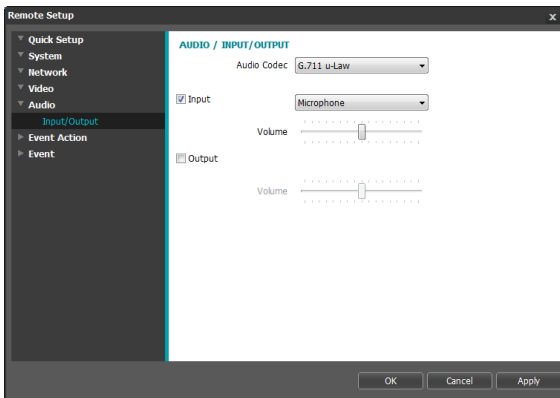 Remote Setup
x
Quick Setup
System
Network
Video
Audio
Input/Output
Event Action
Event
AUDIO / INPUT/OUTPUT
Audio Codec G.711 u-Law
Input Microphone
Volume
Output
Volume
OK Cancel Apply